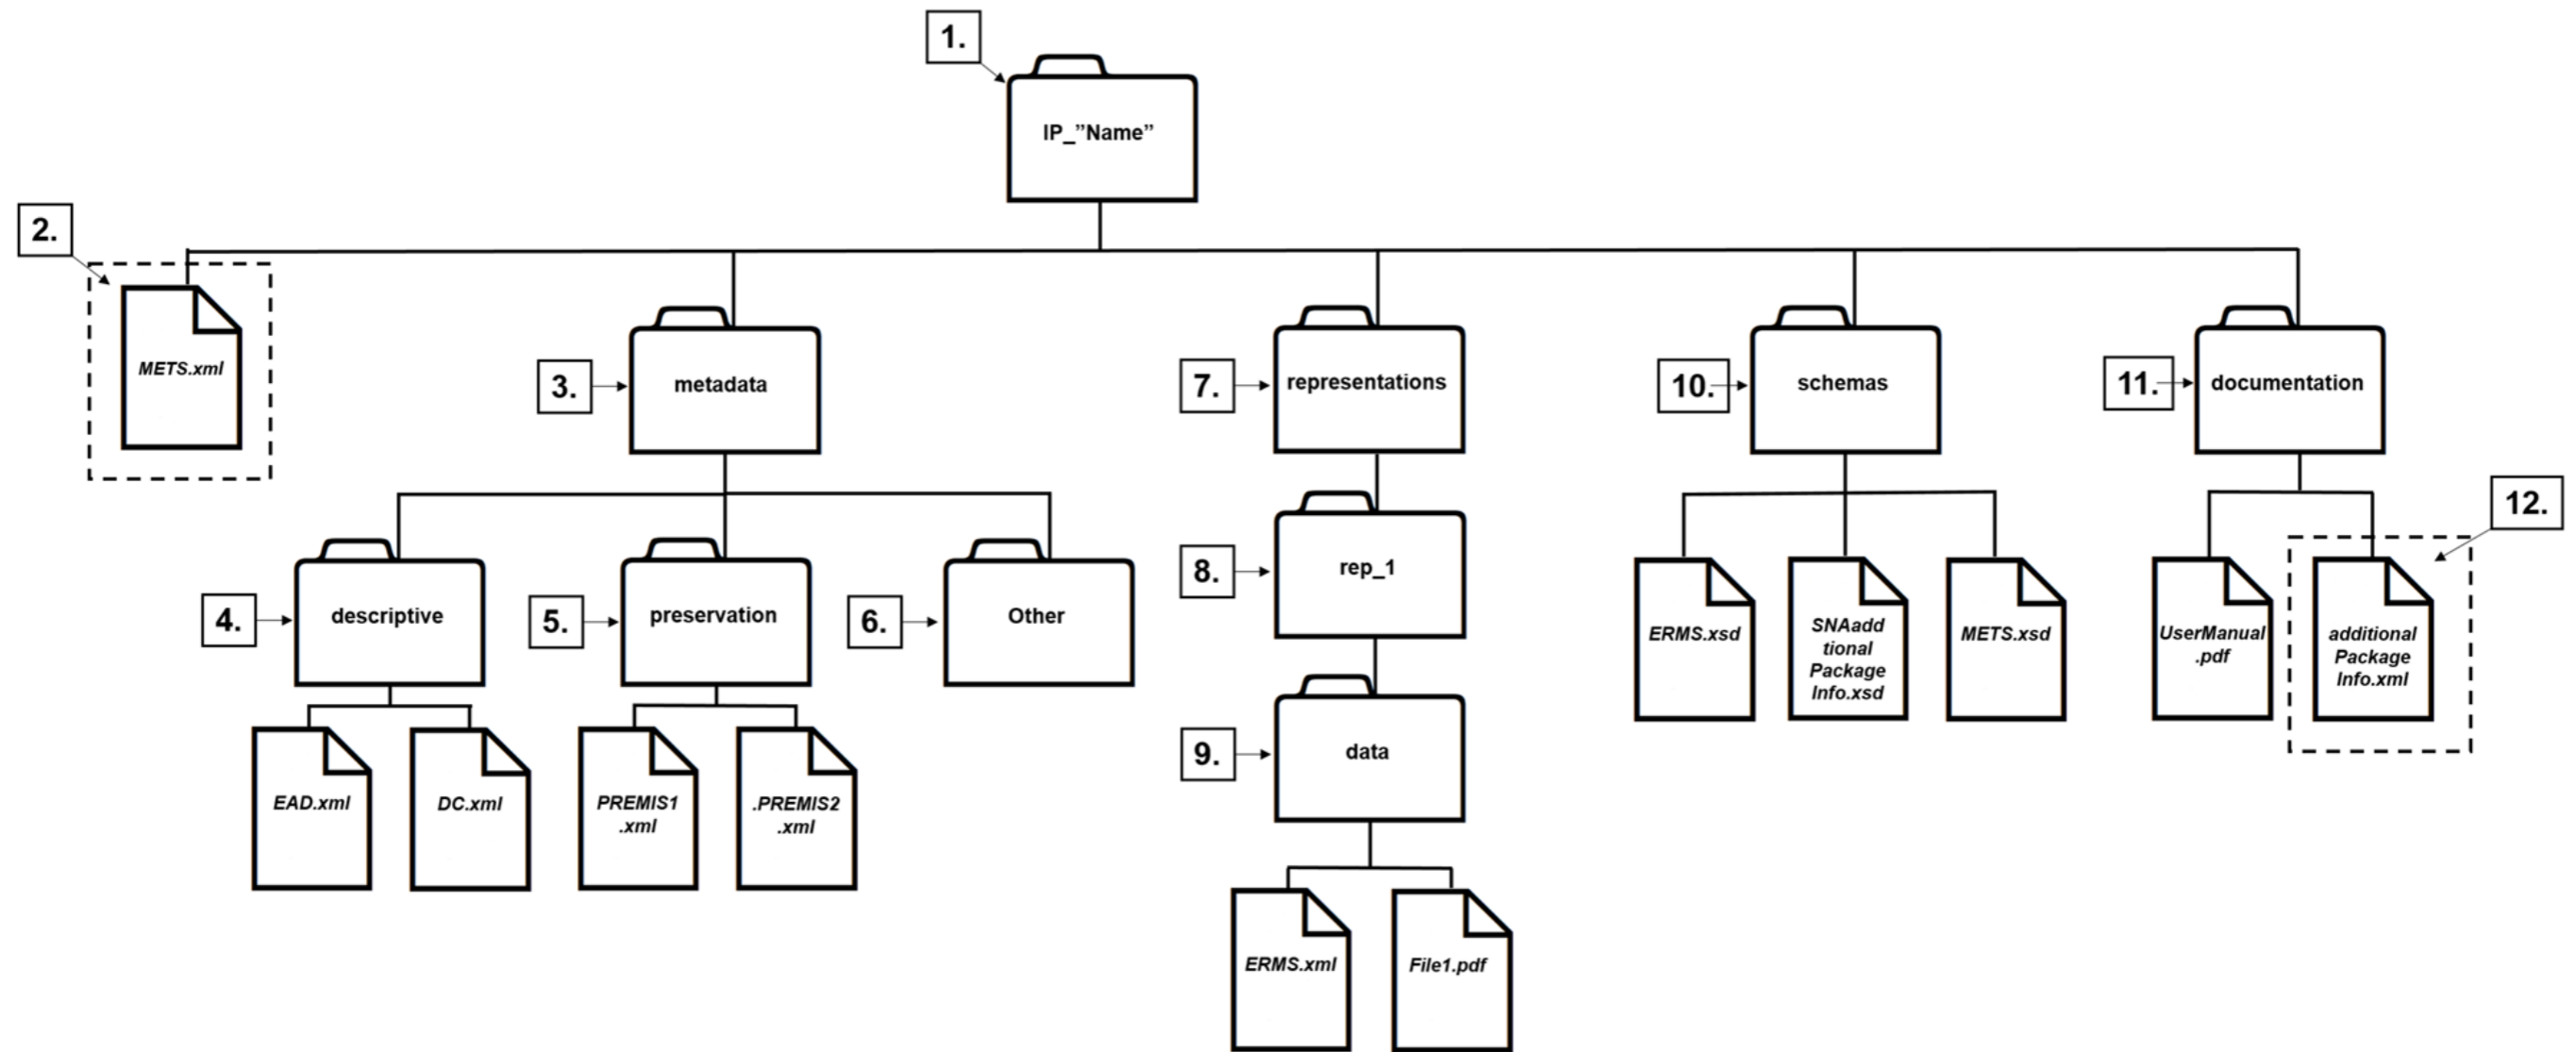 1.
IP_”Name”
2.
METS.xml
3.
metadata
7.
representations
10.
schemas
11.
documentation
4.
descriptive
5.
preservation
6.
Other
8.
rep_1
12.
ERMS.xsd
SNAadd
tional
Package
Info.xsd
METS.xsd
UserManual
.pdf
additional
Package
Info.xml
EAD.xml
DC.xml
PREMIS1
.xml
.PREMIS2
.xml
9.
data
ERMS.xml
File1.pdf